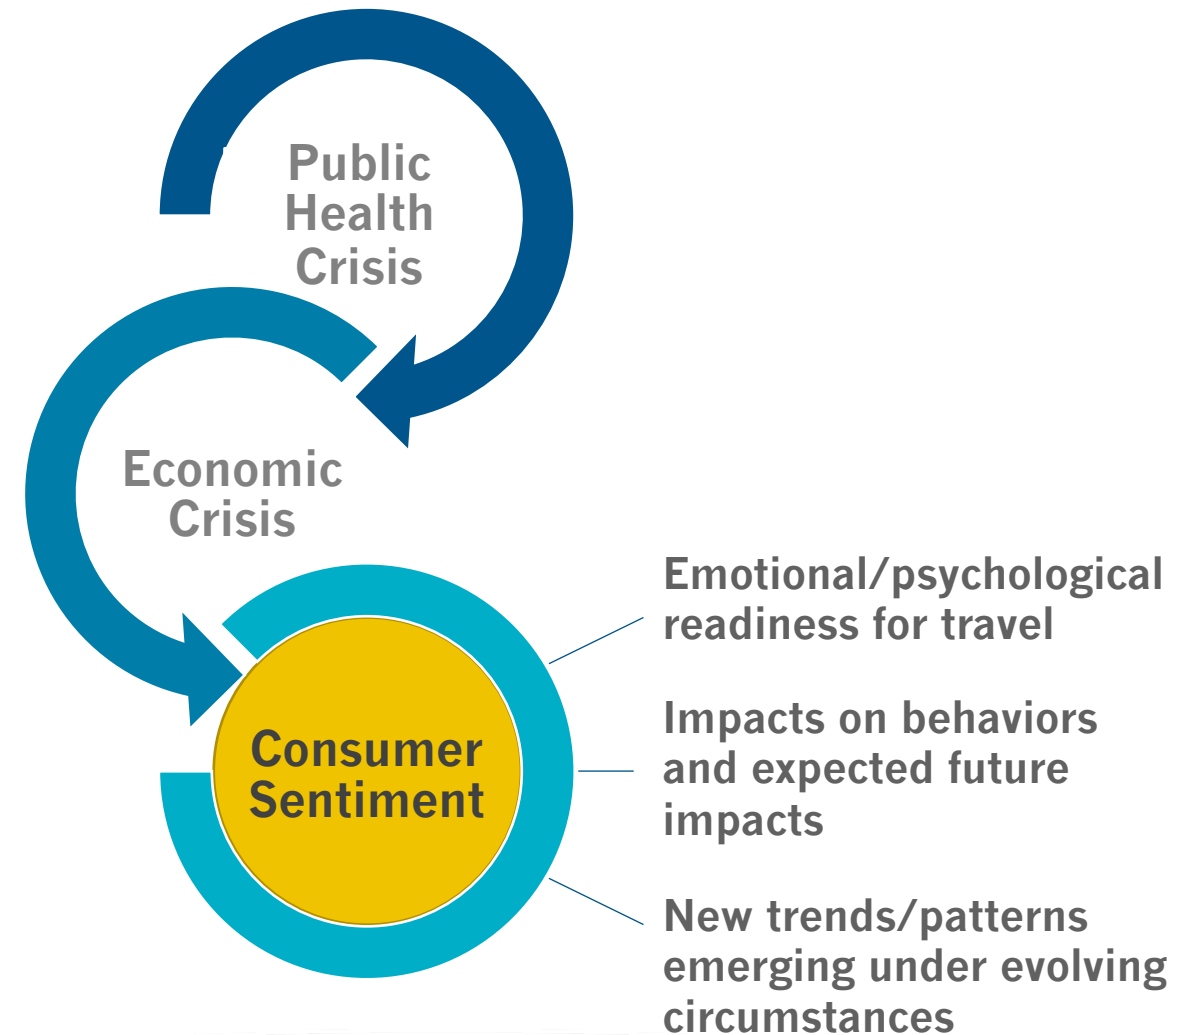 Public
Health
Crisis
Economic
Crisis
Consumer
Sentiment
Emotional/psychological
readiness for travel
Impacts on behaviors
and expected future
impacts
New trends/patterns
emerging under evolving
circumstances